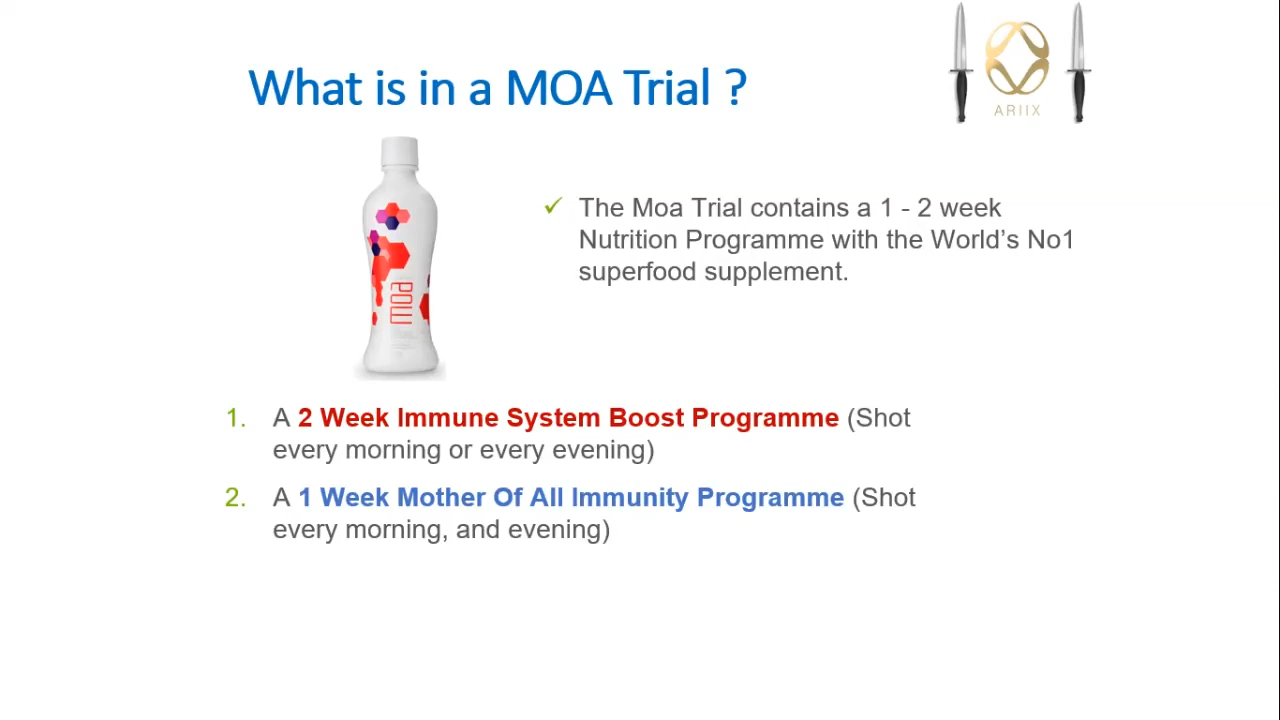 What is in a MOA Trial ?
ARIIX
✓ The Moa Trial contains a 1 - 2 week
Nutrition Programme with the World's No1
superfood supplement.
moa
1. A 2 Week Immune System Boost Programme (Shot
every morning or every evening)
2. A 1 Week Mother Of All Immunity Programme (Shot
every morning, and evening)